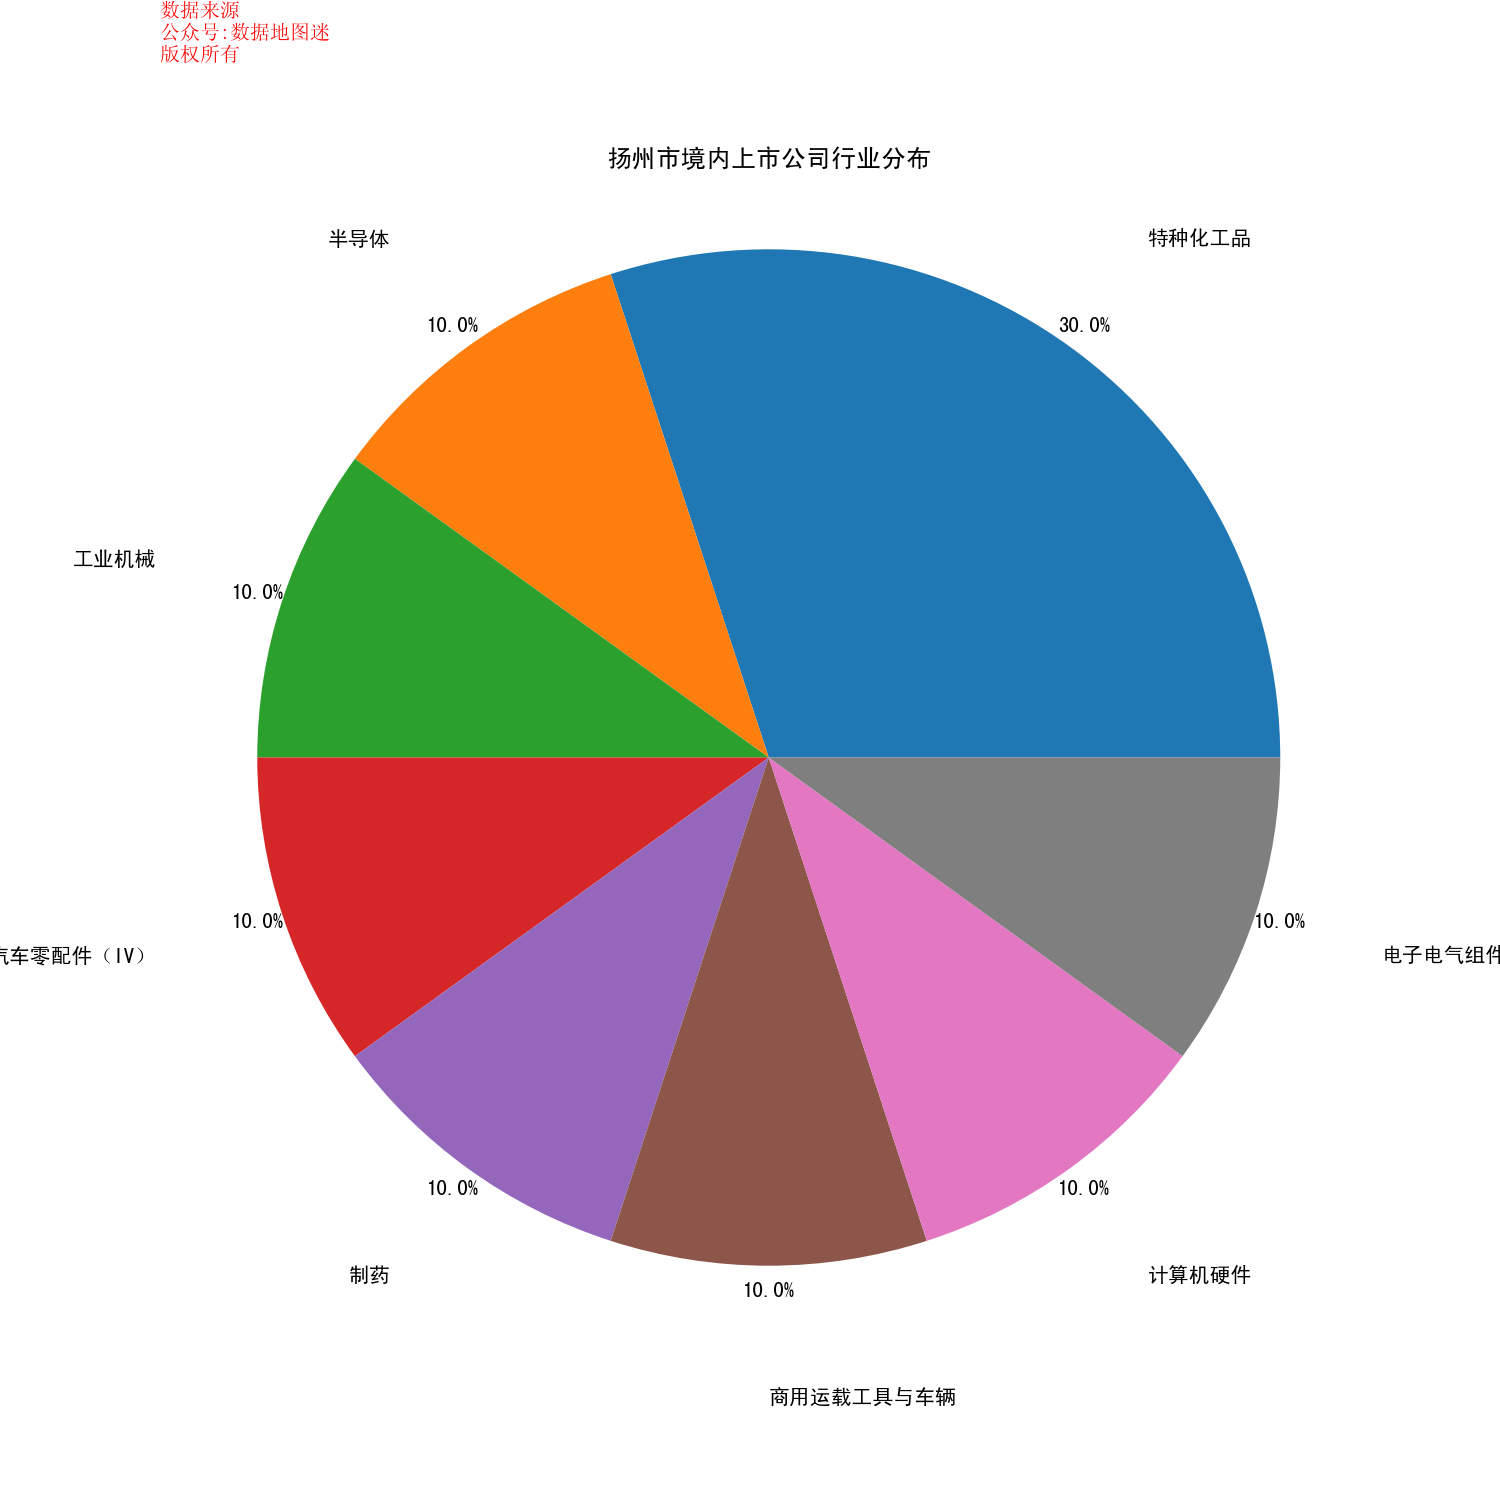 数据来源
公众号:数据地图迷
版权所有
扬州市境内上市公司行业分布
半导体
特种化工品
10.0%
30.0%
工业机械
10.0%
10.0%
10.0%
汽车零配件（IV）
电子电气组件
10.0%
10.0%
制药
计算机硬件
10.0%
商用运载工具与车辆